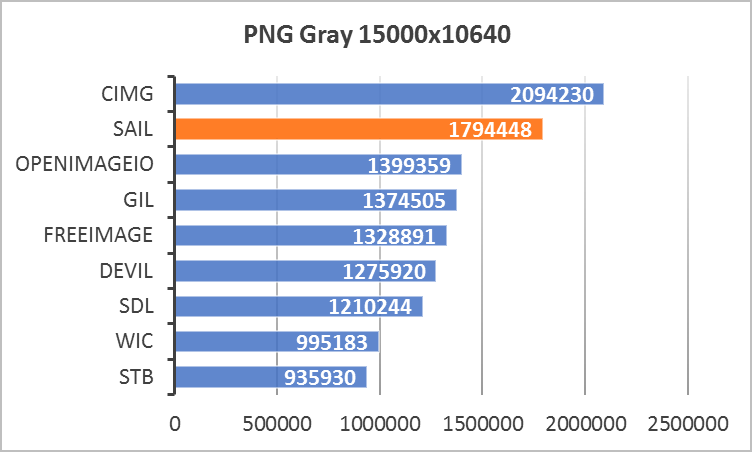 PNG Gray 15000x10640
CIMG 2094230
SAIL 1794448
OPENIMAGEIO 1399359
GIL 1374505
FREEIMAGE 1328891
DEVIL 1275920
SDL 1210244
WIC 995183
STB 935930
0 500000 1000000 1500000 2000000 2500000